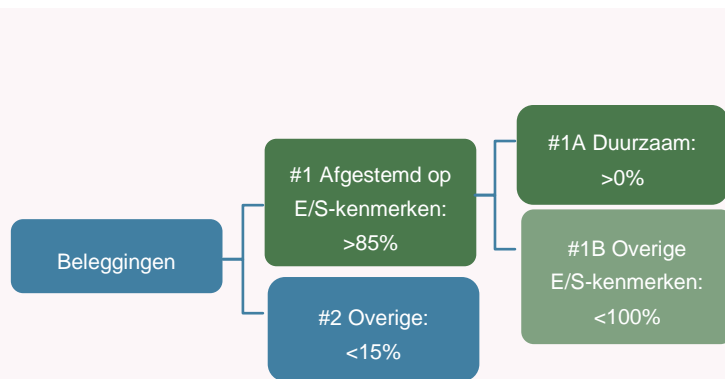 Beleggingen
#1 Afgestemd op
E/S-kenmerken:
>85%
#2 Overige:
<15%
#1A Duurzaam:
>0%
#1B Overige
E/S-kenmerken:
<100%